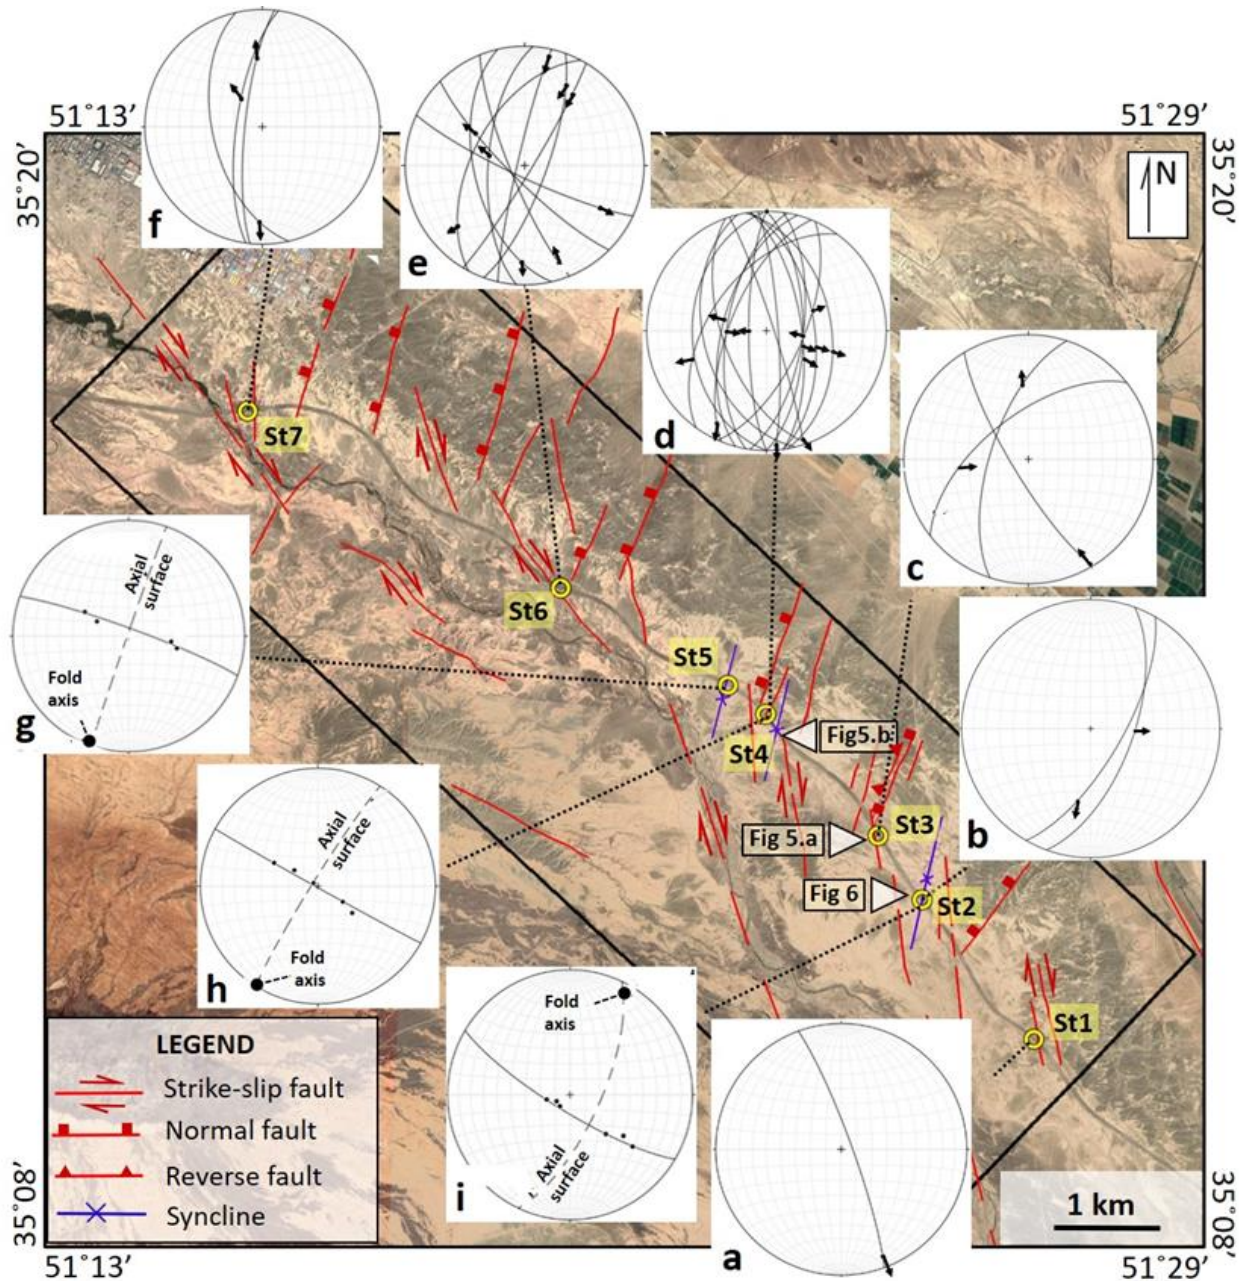 51˚13’
51˚29’
35˚20’
35˚20’
N
f
e
d
c
b
St7
St6
St5
St4
Fig5.b
Fig 5.a
St3
Fig 6
St2
St1
Axial
surface
Fold
axis
g
Axial
surface
Fold
axis
h
Fold
axis
Axial
surface
i
a
LEGEND
Strike-slip fault
Normal fault
Reverse fault
Syncline
1 km
35˚08’
35˚08’
51˚13’
51˚29’